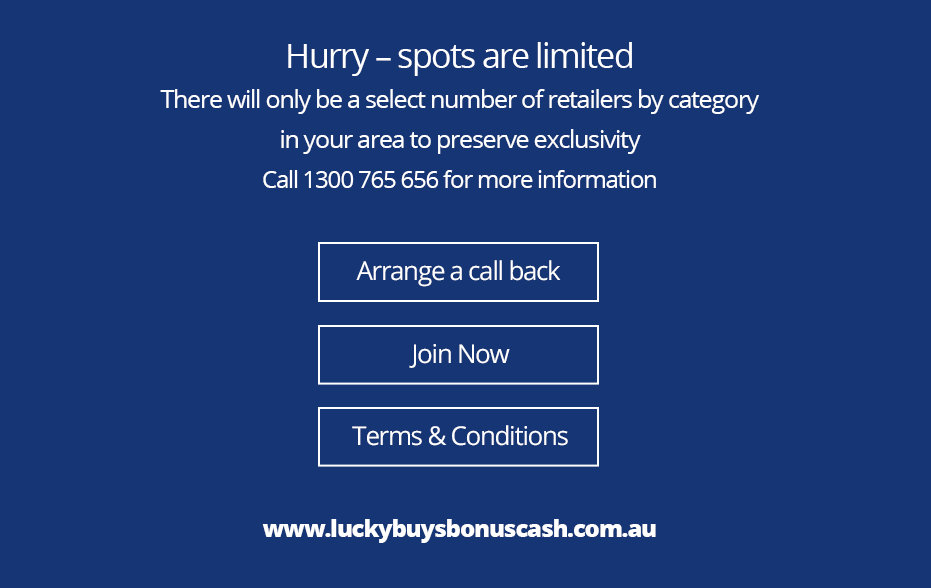 Hurry – spots are limited
There will only be a select number of retailers by category
in your area to preserve exclusivity
Call 1300 765 656 for more information
Arrange a call back
Join Now
Terms & Conditions
www.luckybuysbonuscash.com.au